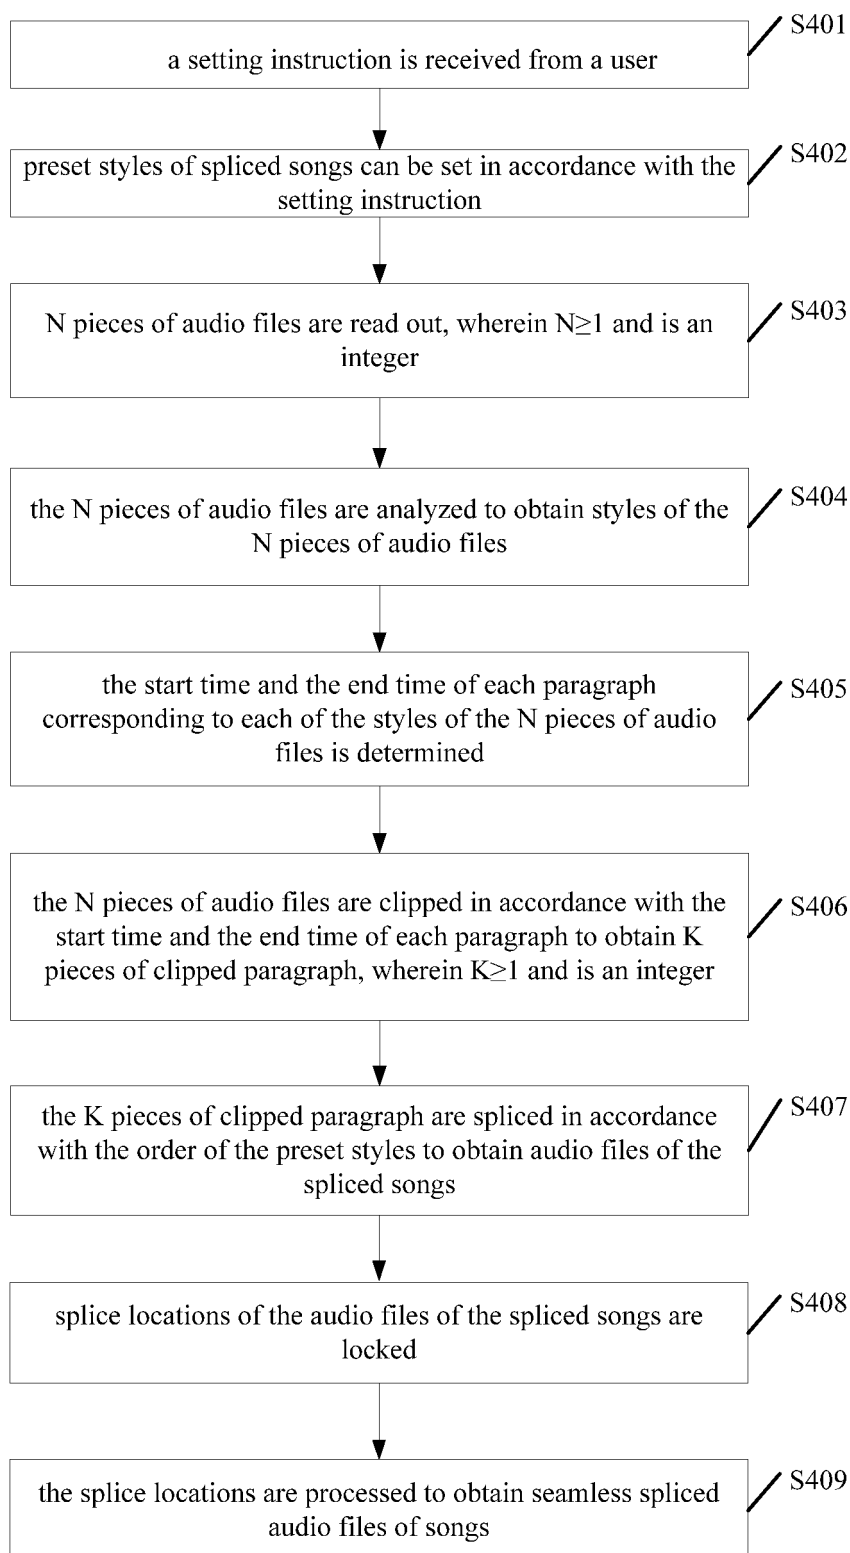 S401
a setting instruction is received from a user
S402
preset styles of spliced songs can be set in accordance with the
setting instruction
S403
N pieces of audio files are read out, wherein N≥1 and is an
integer
S404
the N pieces of audio files are analyzed to obtain styles of the
N pieces of audio files
S405
the start time and the end time of each paragraph
corresponding to each of the styles of the N pieces of audio
files is determined
S406
the N pieces of audio files are clipped in accordance with the
start time and the end time of each paragraph to obtain K
pieces of clipped paragraph, wherein K≥1 and is an integer
S407
the K pieces of clipped paragraph are spliced in accordance
with the order of the preset styles to obtain audio files of the
spliced songs
S408
splice locations of the audio files of the spliced songs are
locked
S409
the splice locations are processed to obtain seamless spliced
audio files of songs